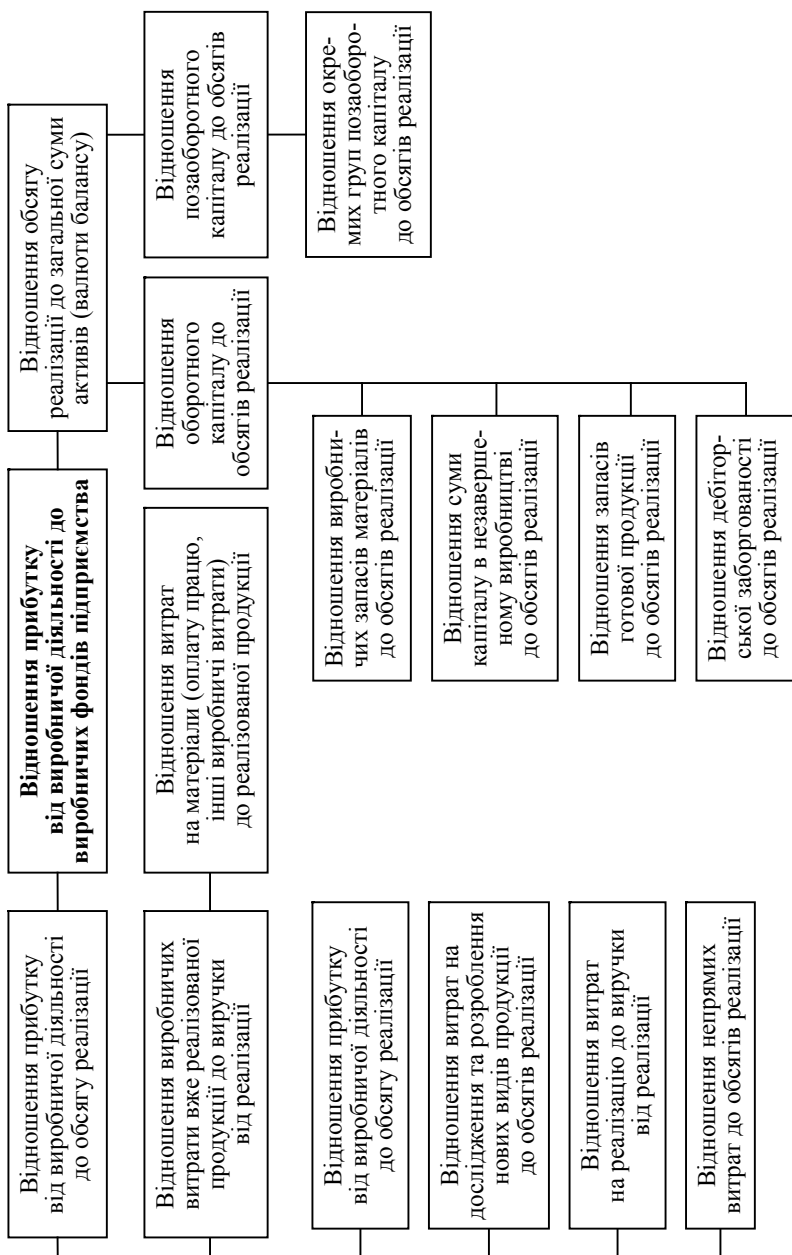 Відношення прибутку
від виробничої діяльності
до обсягу реалізації
Відношення прибутку
від виробничої діяльності до
виробничих фондів підприємства
Відношення обсягу
реалізації до загальної суми
активів (валюти балансу)
Відношення виробничих
витрати вже реалізованої
продукції до виручки
від реалізації
Відношення витрат
на матеріали (оплату працю,
інші виробничі витрати)
до реалізованої продукції
Відношення
оборотного
капіталу до
обсягів реалізації
Відношення
позаоборотного
капіталу до обсягів
реалізації
Відношення прибутку
від виробничої діяльності
до обсягу реалізації
Відношення виробни-
чих запасів матеріалів
до обсягів реалізації
Відношення окре-
мих груп позаоборо-
тного капіталу
до обсягів реалізації
Відношення витрат на
дослідження та розроблення
нових видів продукції
до обсягів реалізації
Відношення суми
капіталу в незаверше-
ному виробництві
до обсягів реалізації
Відношення витрат
на реалізацію до виручки
від реалізації
Відношення запасів
готової продукції
до обсягів реалізації
Відношення непрямих
витрат до обсягів реалізації
Відношення дебітор-
ської заборгованості
до обсягів реалізації